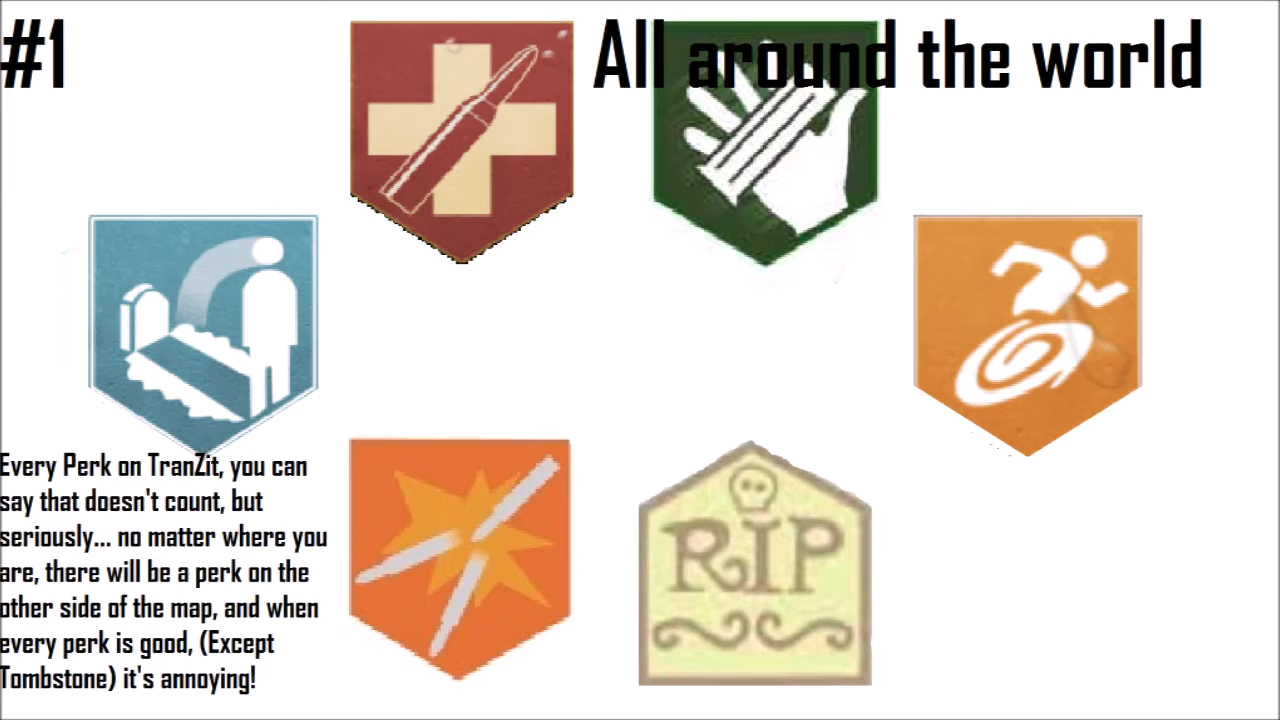 #1
All around the world
Every Perk on TranZit, you can
say that doesn't count, but
seriously... no matter where you
are, there will be a perk on the
other side of the map, and when
every perk is good, (Except
Tombstone) it's annoying!
RIP